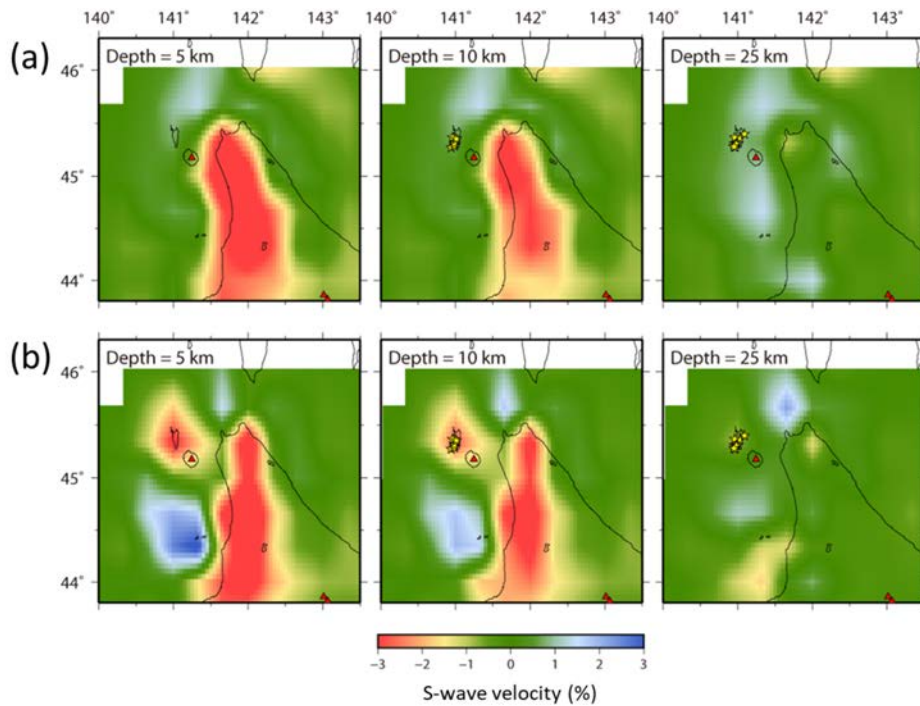 140° 141° 142° 143° 140° 141° 142° 143° 140° 141° 142° 143°
(a) 46° Depth = 5 km Depth = 10 km Depth = 25 km
45°
44°
(b) 46° Depth = 5 km Depth = 10 km Depth = 25 km
45°
44°
−3 −2 −1 0 1 2 3
S-wave velocity (%)